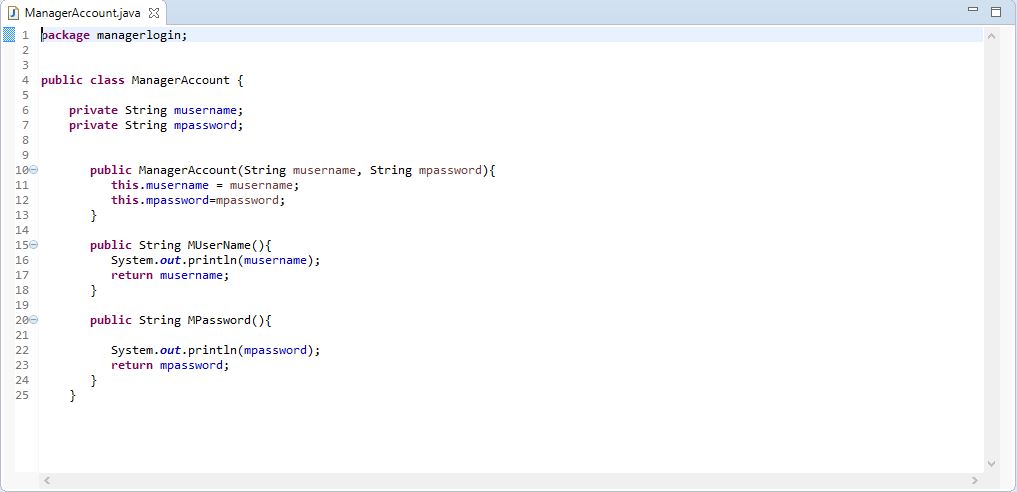 ManagerAccount.java
1 package managerlogin;
2
3
4 public class ManagerAccount {
5
6 private String musername;
7 private String mpassword;
8
9
10 public ManagerAccount(String musername, String mpassword){
11 this.musername = musername;
12 this.mpassword=mpassword;
13 }
14
15 public String MUserName(){
16 System.out.println(musername);
17 return musername;
18 }
19
20 public String MPassword(){
21
22 System.out.println(mpassword);
23 return mpassword;
24 }
25 }